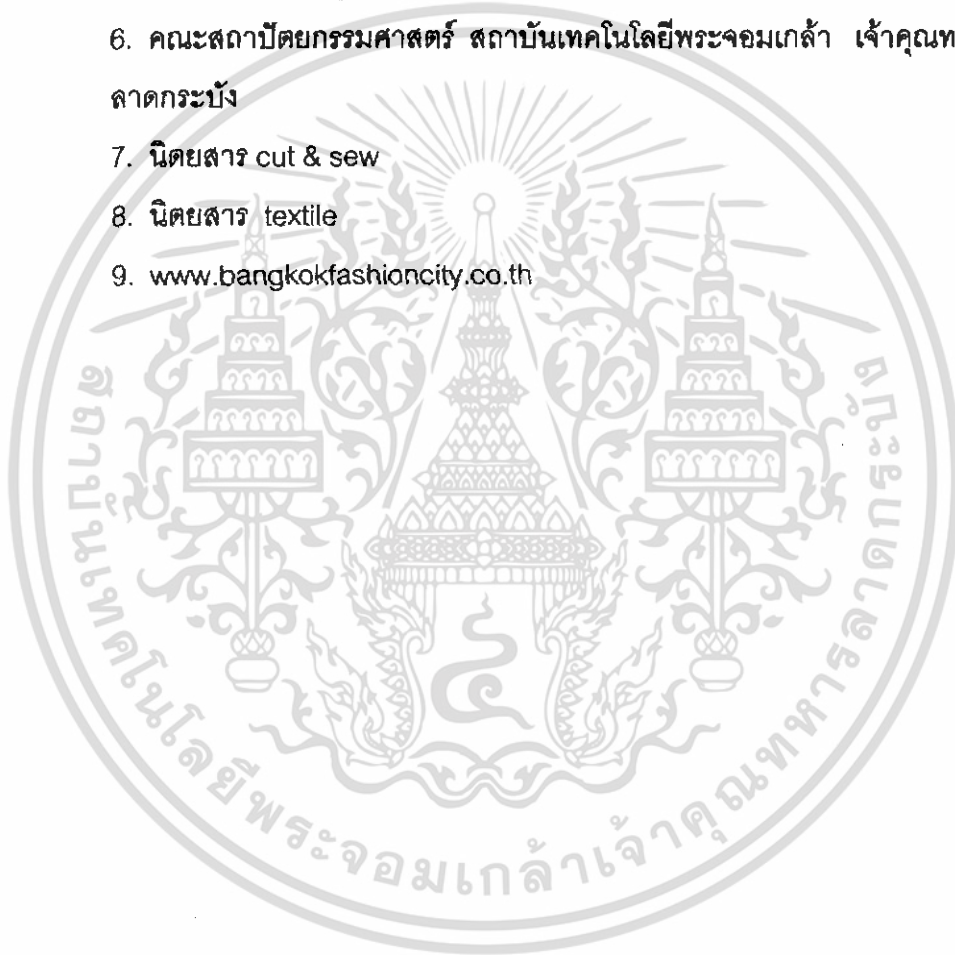 6. คณะสถาปัตยกรรมศาสตร์ สถาบันเทคโนโลยีพระจอมเกล้า เจ้าคุณท
ลาดกระบัง
7. นิตยสาร cut & sew
8. นิตยสาร textile
9. www.bangkokfashioncity.co.th
สถาบันเทคโนโลยีพระจอมเกล้าเจ้าคุณทหารลาดกระบัง